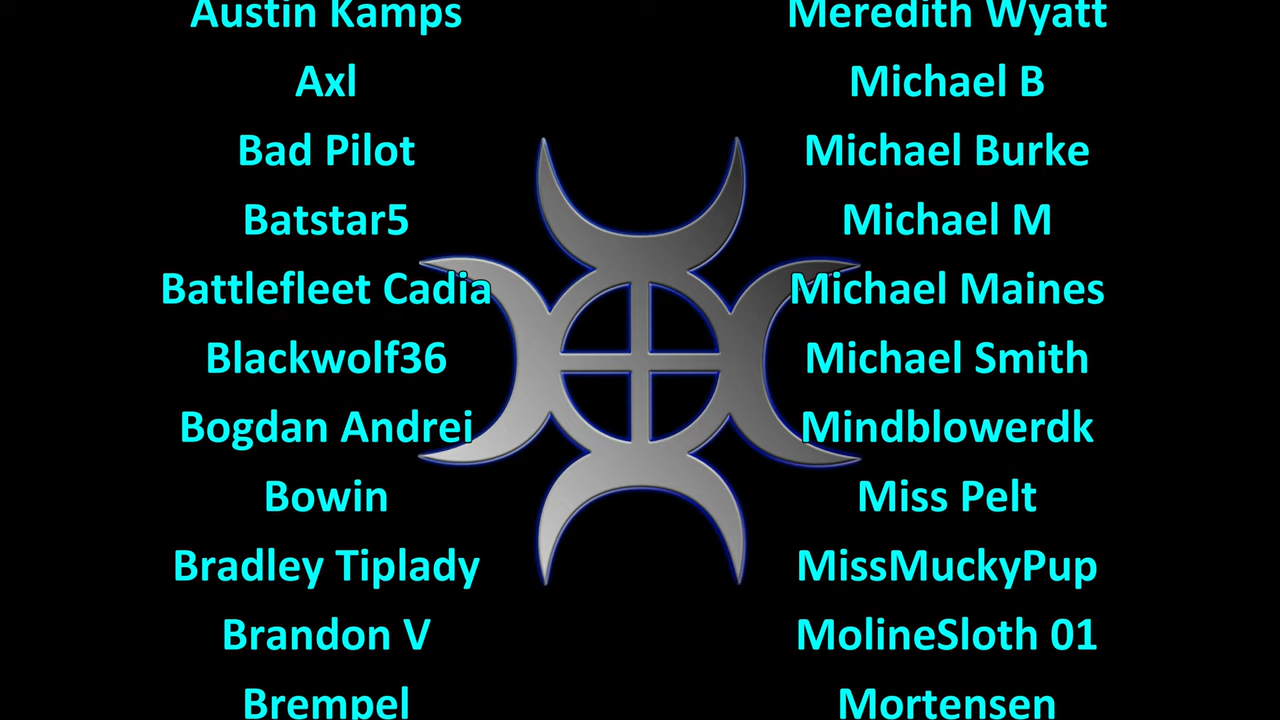 Austin Kamps
Axl
Bad Pilot
Batstar5
Battlefleet Cadia
Blackwolf36
Bogdan Andrei
Bowin
Bradley Tiplady
Brandon V
Brempel
Meredith Wyatt
Michael B
Michael Burke
Michael M
Michael Maines
Michael Smith
Mindblowerdk
Miss Pelt
MissMuckyPup
MolineSloth 01
Mortensen